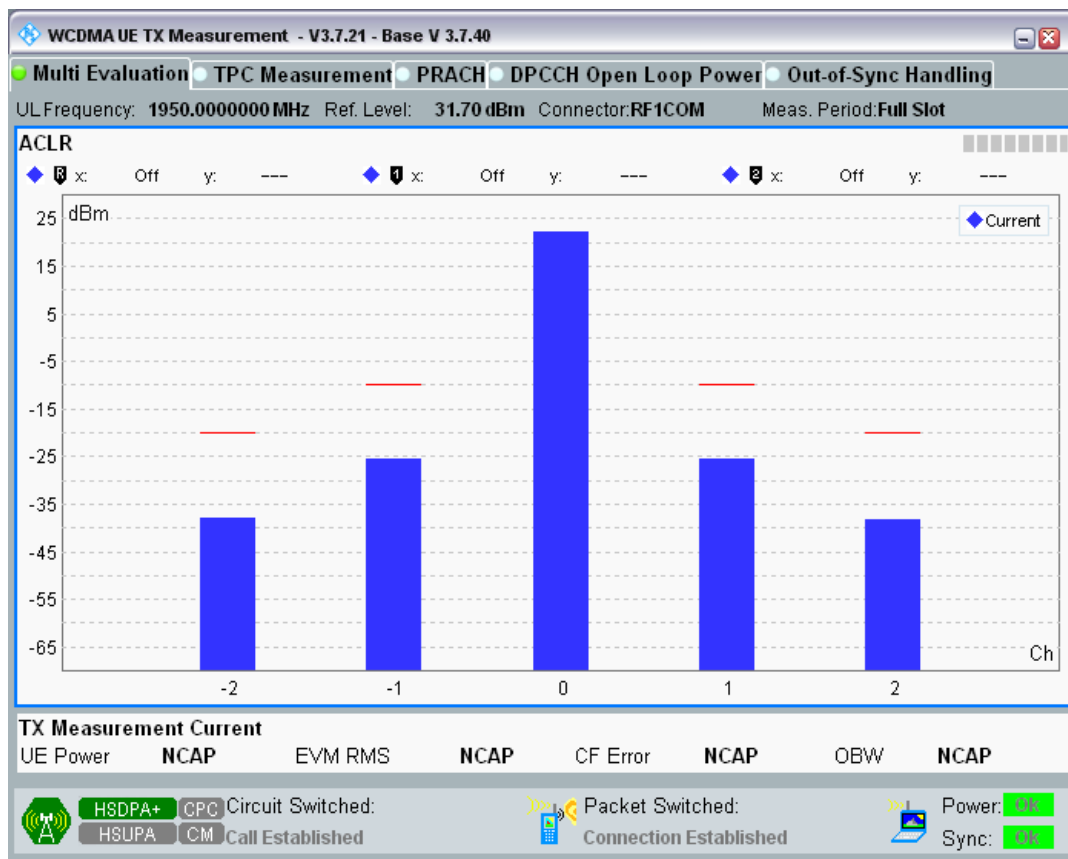 WCDMA UE TX Measurement - V3.7.21 - Base V 3.7.40
Multi Evaluation TPC Measurement PRACH DPCCH Open Loop Power Out-of-Sync Handling
UL Frequency: 1950.0000000 MHz Ref. Level: 31.70 dBm Connector:RF1COM Meas. Period:Full Slot
ACLR
R x: Off y: --- 1 x: Off y: --- 2 x: Off y: ---
dBm
Current
25
15
5
-5
-15
-25
-35
-45
-55
-65
Ch
-2 -1 0 1 2
TX Measurement Current
UE Power NCAP EVM RMS NCAP CF Error NCAP OBW NCAP
HSDPA+ CPC Circuit Switched: Packet Switched: Power: OK
HSUPA CM Call Established Connection Established Sync: OK